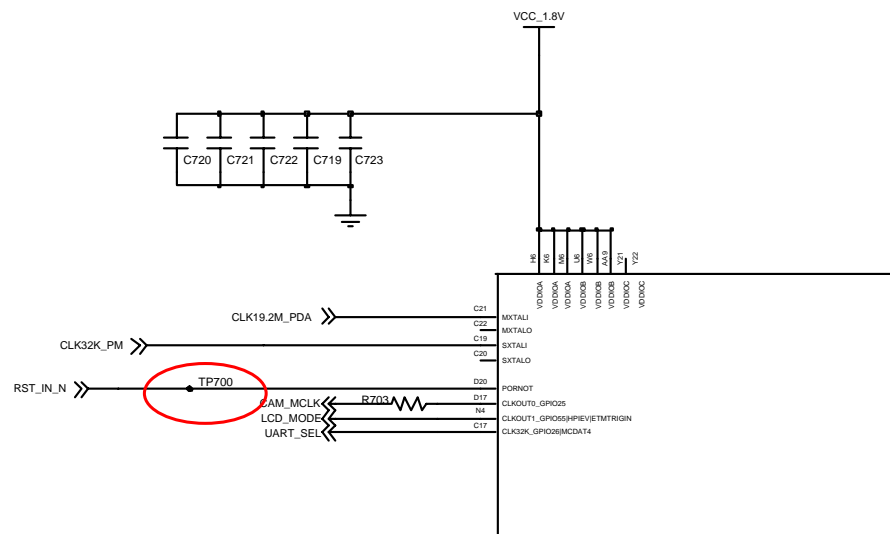 VCC_1.8V
C720
C721
C722
C719
C723
H6
K6
M6
U6
W6
AA9
Y21
Y22
VDDIOA
VDDIOA
VDDIOA
VDDIOB
VDDIOB
VDDIOB
VDDIOC
VDDIOC
CLK19.2M_PDA
C21
MXTALI
C22
MXTALO
CLK32K_PM
C19
SXTALI
C20
SXTALO
RST_IN_N
TP700
D20
PORNOT
CAM_MCLK
R703
D17
CLKOUT0_GPIO25
LCD_MODE
N4
CLKOUT1_GPIO55|HPIEV|ETMTRIGIN
UART_SEL
C17
CLK32K_GPIO26|MCDAT4